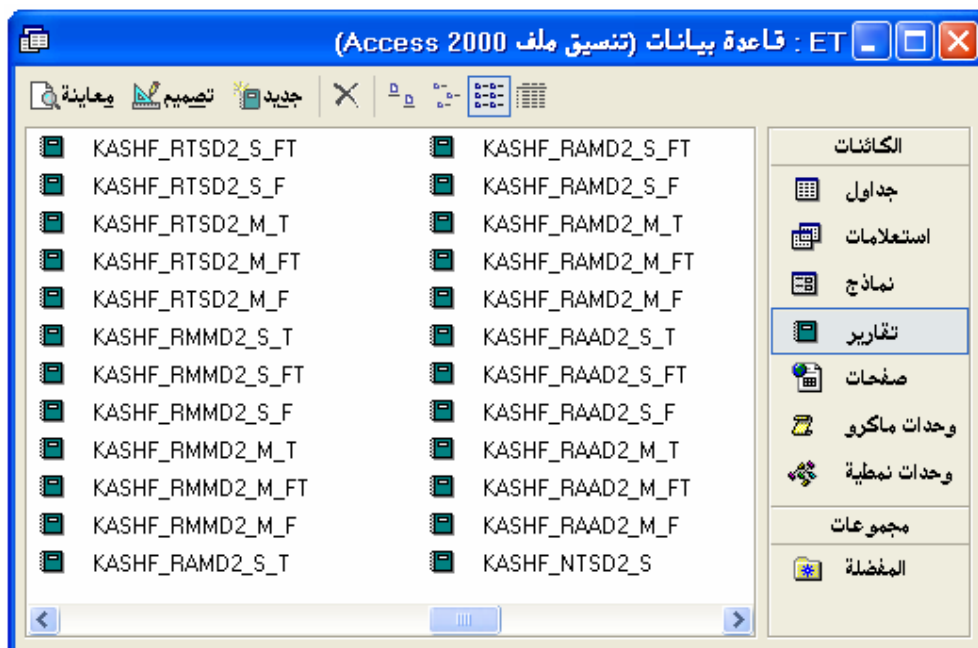 ET : قاعدة بيانات (تنسيق ملف Access 2000)
معاينة تصميم جديد
الكائنات
جداول
استعلامات
نماذج
تقارير
صفحات
وحدات ماكرو
وحدات نمطية
مجموعات
المفضلة
KASHF_RAMD2_S_FT
KASHF_RAMD2_S_F
KASHF_RAMD2_M_T
KASHF_RAMD2_M_FT
KASHF_RAMD2_M_F
KASHF_RAAD2_S_T
KASHF_RAAD2_S_FT
KASHF_RAAD2_S_F
KASHF_RAAD2_M_T
KASHF_RAAD2_M_FT
KASHF_RAAD2_M_F
KASHF_NTSD2_S
KASHF_RTSD2_S_FT
KASHF_RTSD2_S_F
KASHF_RTSD2_M_T
KASHF_RTSD2_M_FT
KASHF_RTSD2_M_F
KASHF_RMMD2_S_T
KASHF_RMMD2_S_FT
KASHF_RMMD2_S_F
KASHF_RMMD2_M_T
KASHF_RMMD2_M_FT
KASHF_RMMD2_M_F
KASHF_RAMD2_S_T